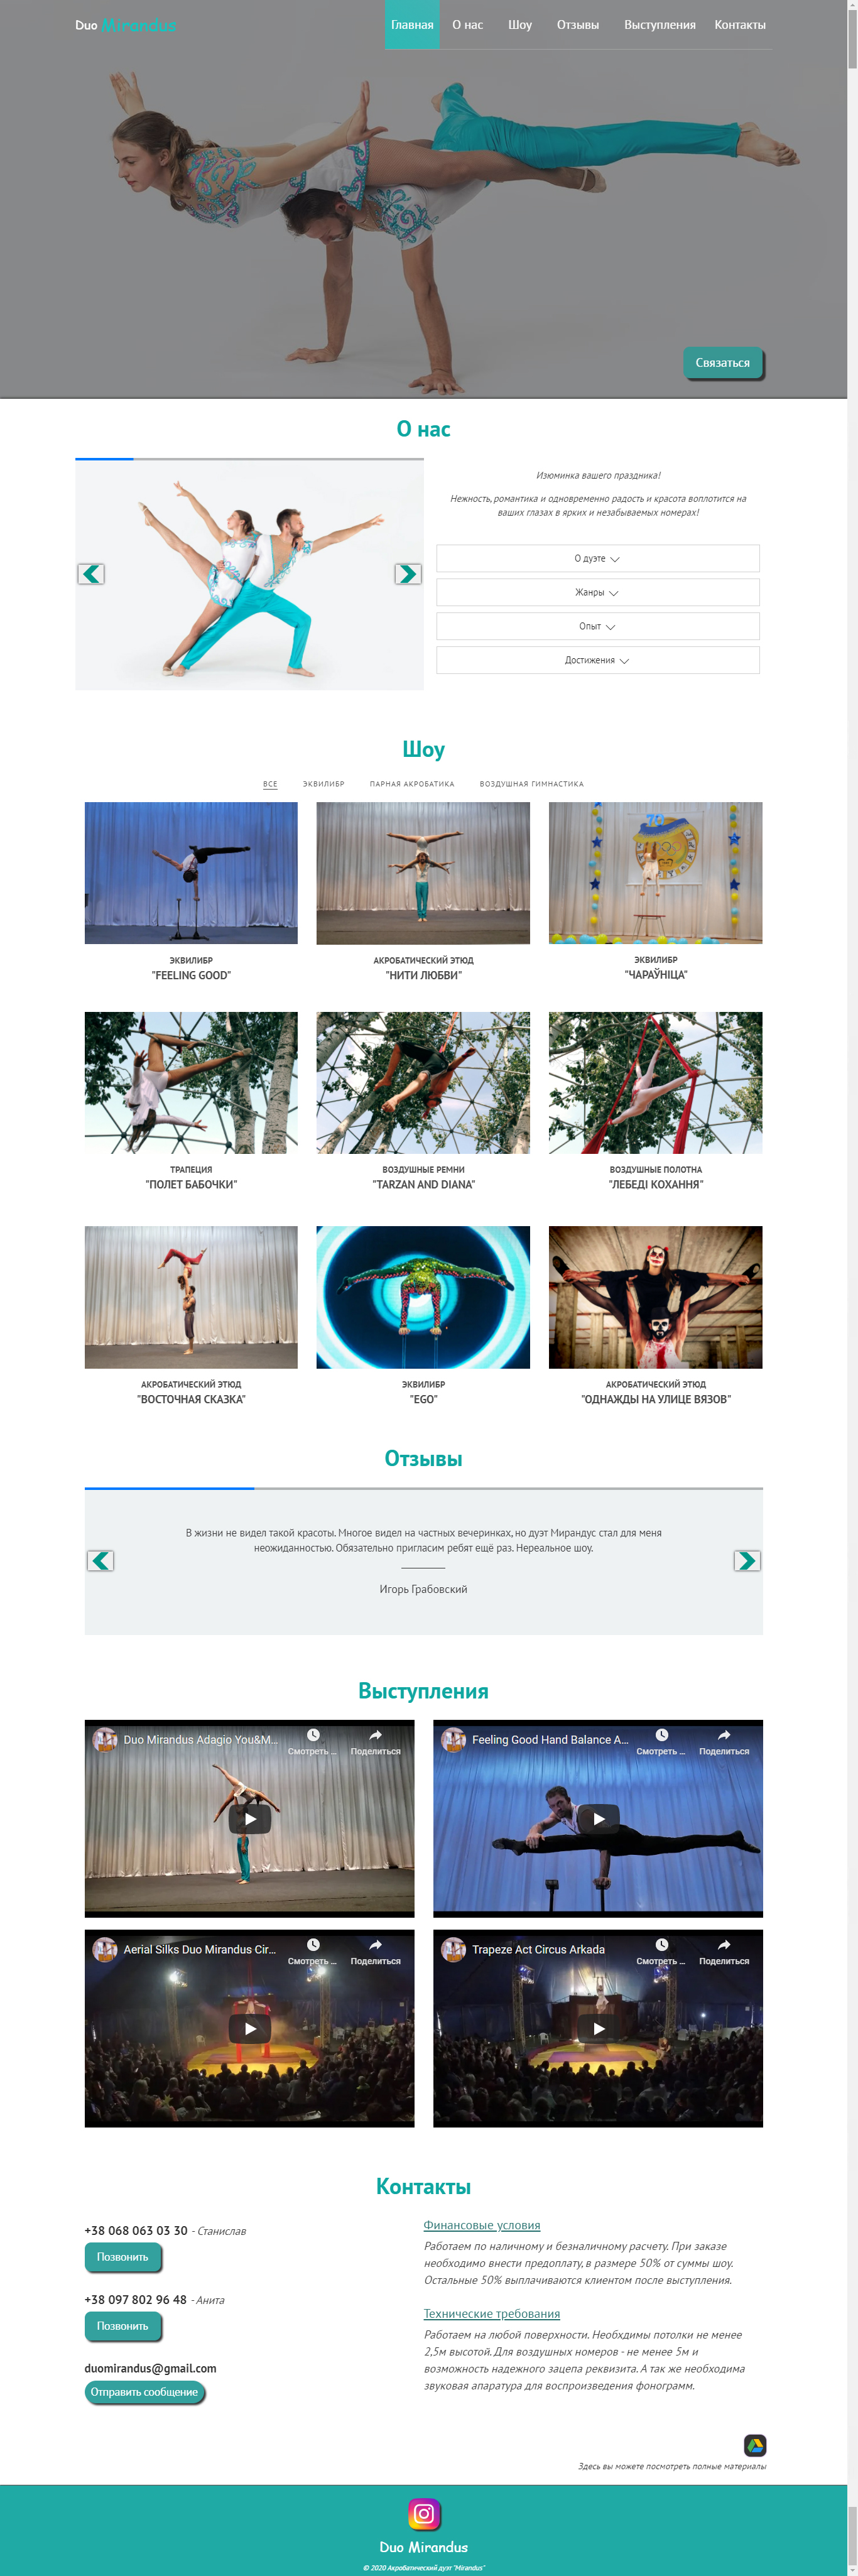 Duo Mirandus
Главная О нас Шоу Отзывы Выступления Контакты
Связаться
О нас
Изюминка вашего праздника!
Нежность, романтика и одновременно радость и красота воплотится на
ваших глазах в ярких и незабываемых номерах!
О дуэте
Жанры
Опыт
Достижения
Шоу
ВСЕ ЭКВИЛИБР ПАРНАЯ АКРОБАТИКА ВОЗДУШНАЯ ГИМНАСТИКА
70
ЭКВИЛИБР
"FEELING GOOD"
АКРОБАТИЧЕСКИЙ ЭТЮД
"НИТИ ЛЮБВИ"
ЭКВИЛИБР
"ЧАРАЎНІЦА"
ТРАПЕЦИЯ
"ПОЛЕТ БАБОЧКИ"
ВОЗДУШНЫЕ РЕМНИ
"TARZAN AND DIANA"
ВОЗДУШНЫЕ ПОЛОТНА
"ЛЕБЕДІ КОХАННЯ"
АКРОБАТИЧЕСКИЙ ЭТЮД
"ВОСТОЧНАЯ СКАЗКА"
ЭКВИЛИБР
"EGO"
АКРОБАТИЧЕСКИЙ ЭТЮД
"ОДНАЖДЫ НА УЛИЦЕ ВЯЗОВ"
Отзывы
В жизни не видел такой красоты. Многое видел на частных вечеринках, но дуэт Мирандус стал для меня
неожиданностью. Обязательно пригласим ребят ещё раз. Нереальное шоу.
Игорь Грабовский
Выступления
Duo Mirandus Adagio You&M... Смотреть ... Поделиться
Feeling Good Hand Balance A... Смотреть ... Поделиться
Aerial Silks Duo Mirandus Cir... Смотреть ... Поделиться
Trapeze Act Circus Arkada Смотреть ... Поделиться
Контакты
+38 068 063 03 30 - Станислав
Позвонить
+38 097 802 96 48 - Анита
Позвонить
duomirandus@gmail.com
Отправить сообщение
Финансовые условия
Работаем по наличному и безналичному расчету. При заказе
необходимо внести предоплату, в размере 50% от суммы шоу.
Остальные 50% выплачиваются клиентом после выступления.
Технические требования
Работаем на любой поверхности. Необхдимы потолки не менее
2,5м высотой. Для воздушных номеров - не менее 5м и
возможность надежного зацепа реквизита. А так же необходима
звуковая апаратура для воспроизведения фонограмм.
Здесь вы можете посмотреть полные материалы
Duo Mirandus
© 2020 Акробатический дуэт "Mirandus"